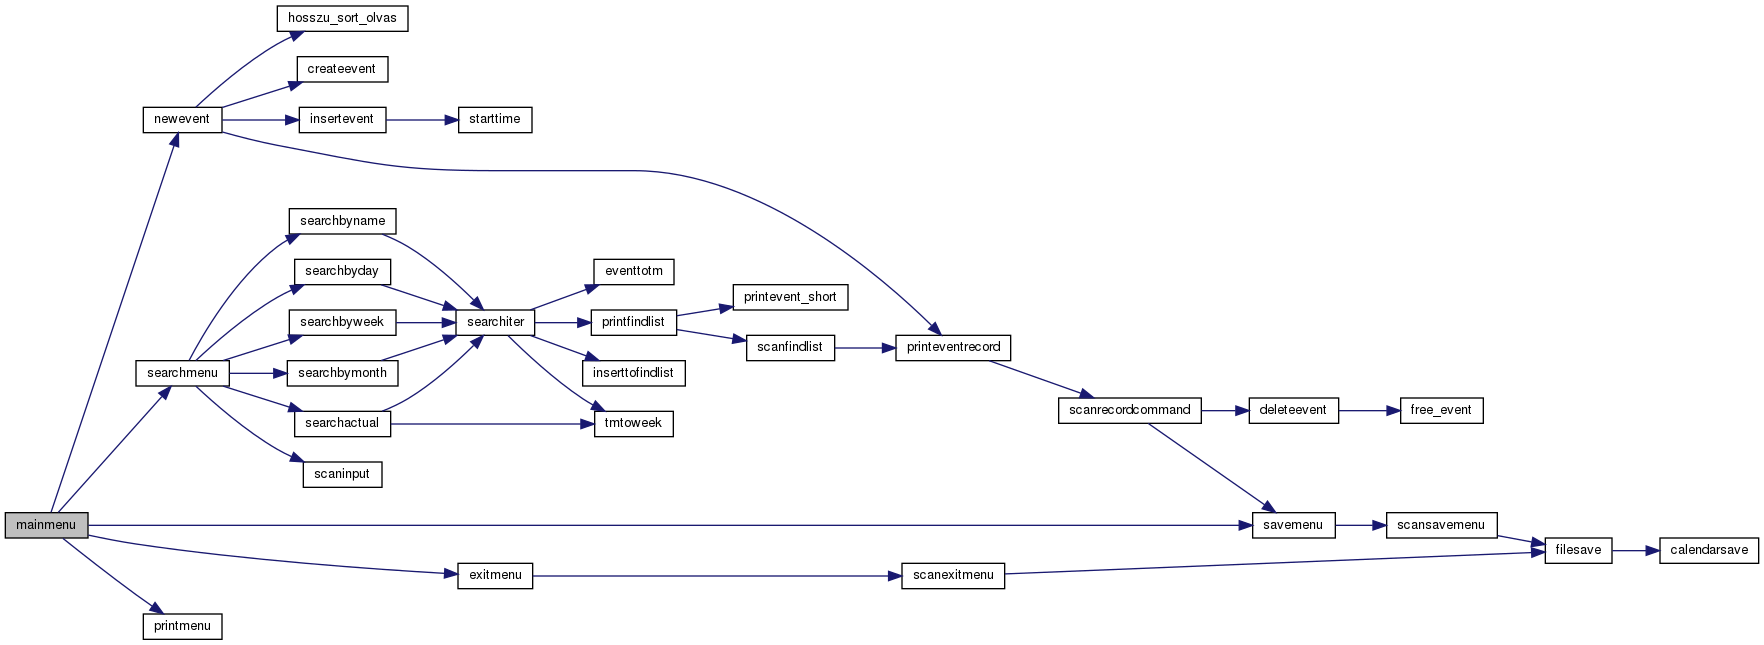 hosszu_sort_olvas
createevent
newevent
insertevent
starttime
searchbyname
searchbyday
eventtotm
printevent_short
searchbyweek
searchiter
printfindlist
scanfindlist
printeventrecord
searchmenu
searchbymonth
inserttofindlist
scanrecordcommand
deleteevent
free_event
searchactual
tmtoweek
scaninput
mainmenu
savemenu
scansavemenu
filesave
calendarsave
exitmenu
scanexitmenu
printmenu